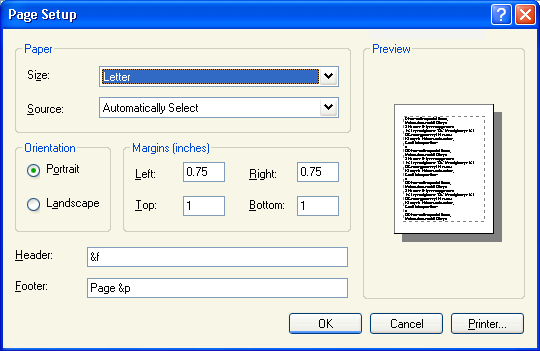 Page Setup
Paper
Size: Letter
Source: Automatically Select
Preview
Orientation
Portrait
Landscape
Margins (inches)
Left: 0.75 Right: 0.75
Top: 1 Bottom: 1
Header: &f
Footer: Page &p
OK Cancel Printer...